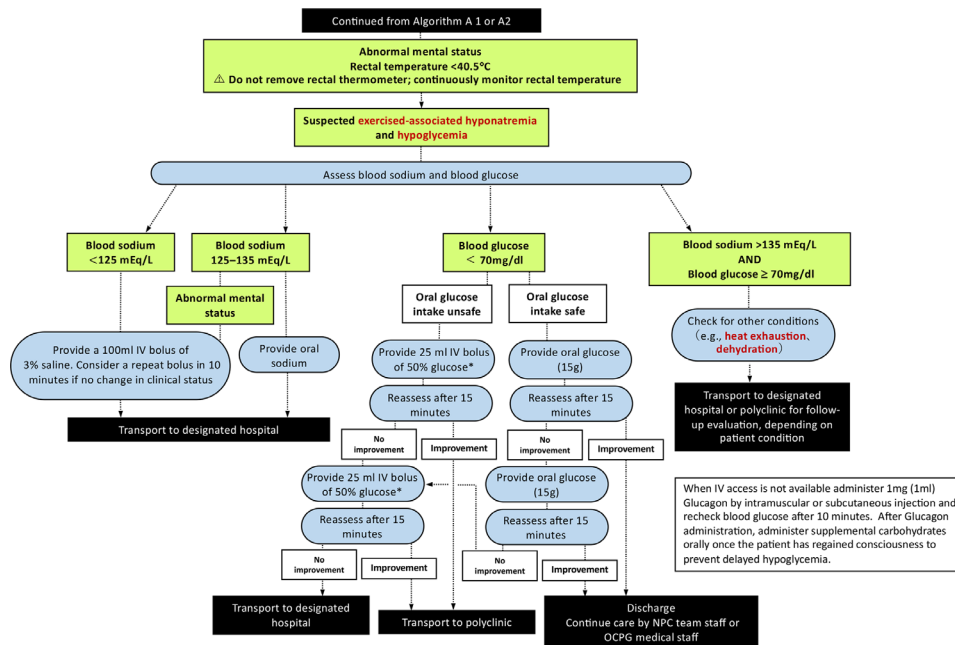 Continued from Algorithm A 1 or A2
Abnormal mental status
Rectal temperature <40.5°C
⚠ Do not remove rectal thermometer; continuously monitor rectal temperature
Suspected exercised-associated hyponatremia
and hypoglycemia
Assess blood sodium and blood glucose
Blood sodium
<125 mEq/L
Blood sodium
125–135 mEq/L
Blood glucose
< 70mg/dl
Blood sodium >135 mEq/L
AND
Blood glucose ≥ 70mg/dl
Abnormal mental
status
Oral glucose
intake unsafe
Oral glucose
intake safe
Provide a 100ml IV bolus of
3% saline. Consider a repeat bolus in 10
minutes if no change in clinical status
Provide oral
sodium
Provide 25 ml IV bolus
of 50% glucose*
Provide oral glucose
(15g)
Check for other conditions
（e.g., heat exhaustion、
dehydration）
Reassess after 15
minutes
Reassess after 15
minutes
Transport to designated
hospital or polyclinic for follow-
up evaluation, depending on
patient condition
Transport to designated hospital
No
improvement
Improvement
No
improvement
Improvement
Provide 25 ml IV bolus
of 50% glucose*
Provide oral glucose
(15g)
Reassess after 15
minutes
Reassess after 15
minutes
When IV access is not available administer 1mg (1ml)
Glucagon by intramuscular or subcutaneous injection and
recheck blood glucose after 10 minutes. After Glucagon
administration, administer supplemental carbohydrates
orally once the patient has regained consciousness to
prevent delayed hypoglycemia.
No
improvement
Improvement
No
improvement
Improvement
Transport to designated
hospital
Transport to polyclinic
Discharge
Continue care by NPC team staff or
OCPG medical staff